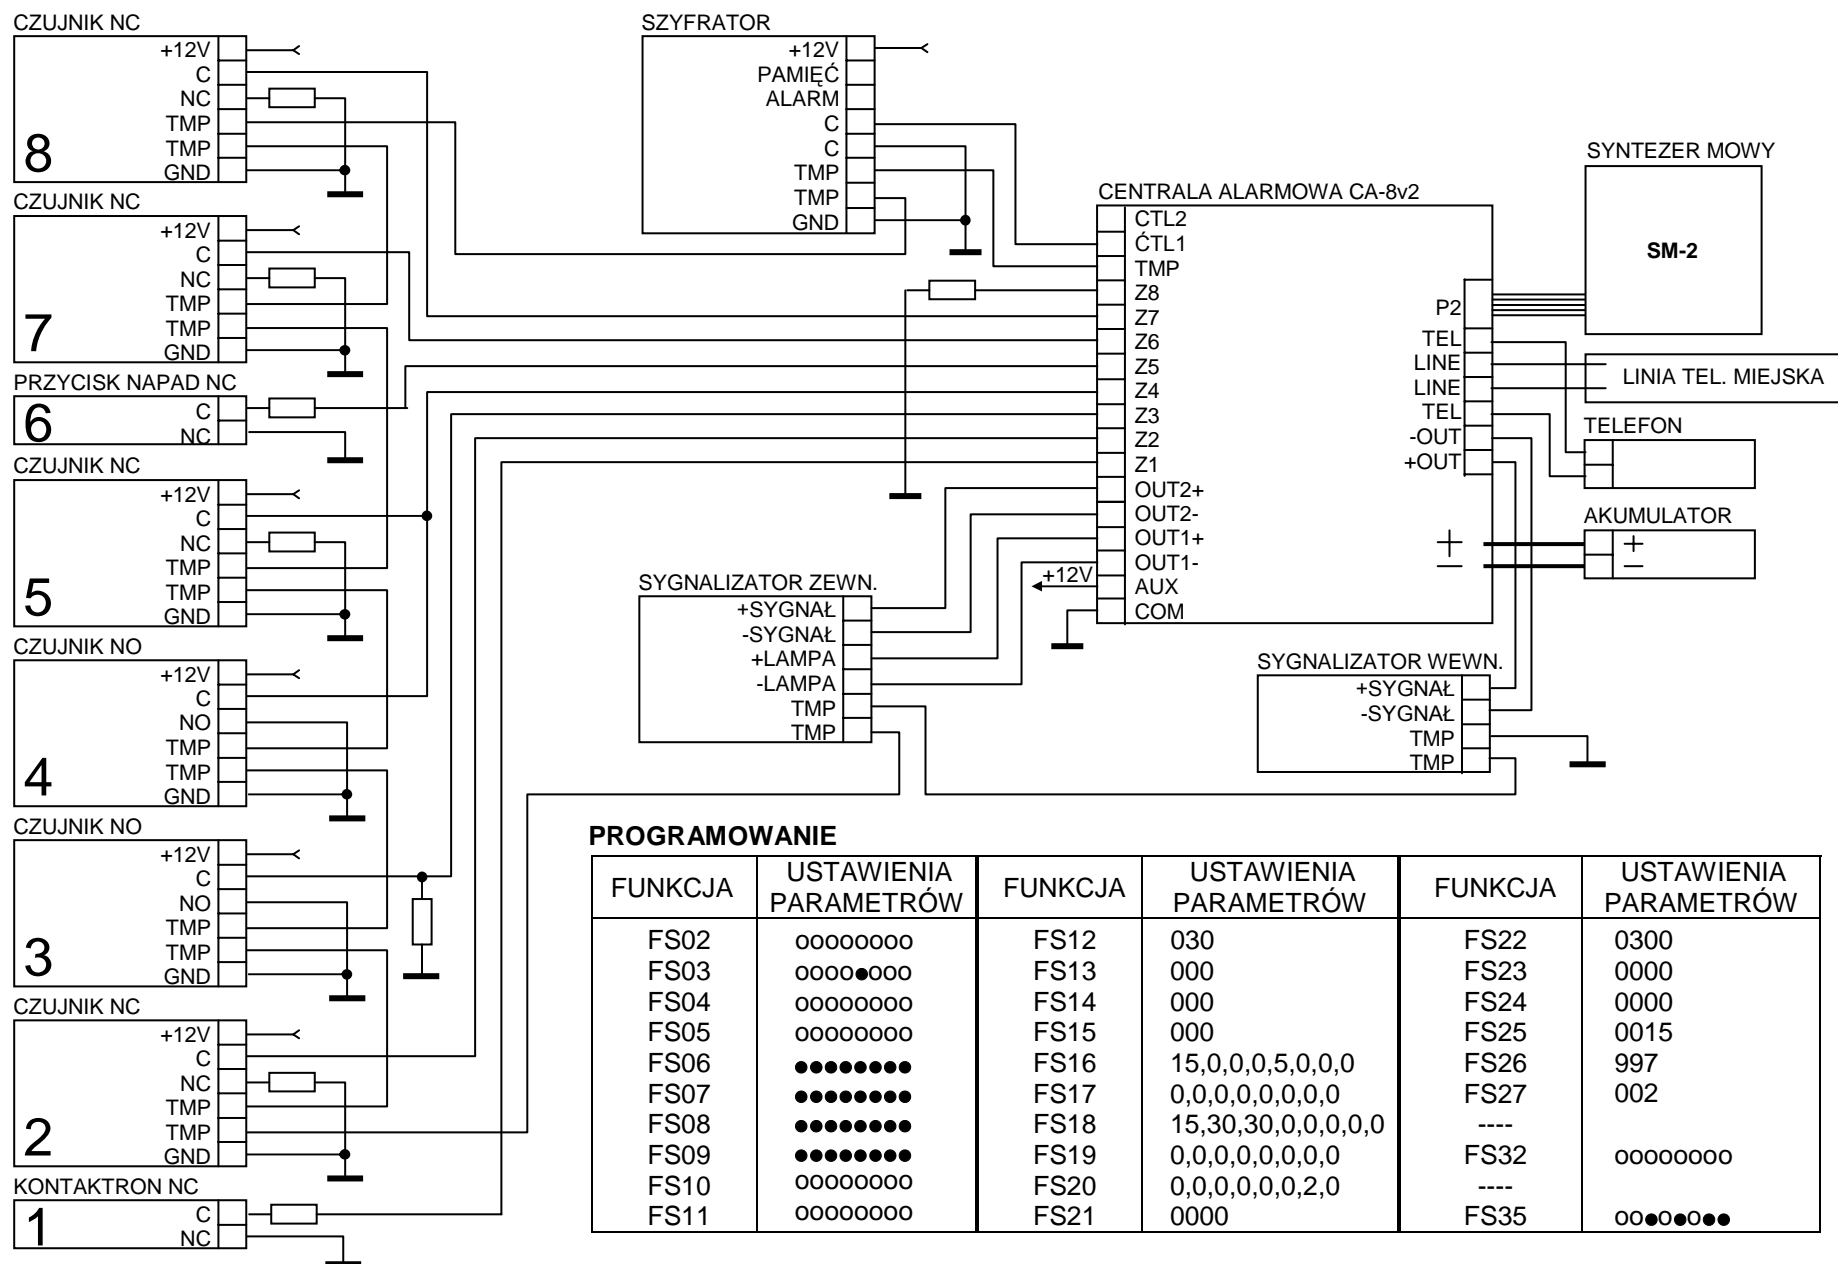 CZUJNIK NC
+12V
C
NC
TMP
TMP
GND
8
CZUJNIK NC
+12V
C
NC
TMP
TMP
GND
7
PRZYCISK NAPAD NC
C
NC
6
CZUJNIK NC
+12V
C
NC
TMP
TMP
GND
5
CZUJNIK NO
+12V
C
NO
TMP
TMP
GND
4
CZUJNIK NO
+12V
C
NO
TMP
TMP
GND
3
CZUJNIK NC
+12V
C
NC
TMP
TMP
GND
2
KONTAKTRON NC
C
NC
1
SZYFRATOR
+12V
PAMIĘĆ
ALARM
C
C
TMP
TMP
GND
CENTRALA ALARMOWA CA-8v2
CTL2
ĆTL1
TMP
Z8
Z7
Z6
Z5
Z4
Z3
Z2
Z1
OUT2+
OUT2-
OUT1+
OUT1-
AUX
COM
+12V
P2
TEL
LINE
LINE
TEL
-OUT
+OUT
+
−
SYNTEZER MOWY
SM-2
LINIA TEL. MIEJSKA
TELEFON
AKUMULATOR
+
−
SYGNALIZATOR ZEWN.
+SYGNAŁ
-SYGNAŁ
+LAMPA
-LAMPA
TMP
TMP
SYGNALIZATOR WEWN.
+SYGNAŁ
-SYGNAŁ
TMP
TMP
PROGRAMOWANIE
FUNKCJA USTAWIENIA PARAMETRÓW FUNKCJA USTAWIENIA PARAMETRÓW FUNKCJA USTAWIENIA PARAMETRÓW
FS02 oooooooo FS12 030 FS22 0300
FS03 oooo●ooo FS13 000 FS23 0000
FS04 oooooooo FS14 000 FS24 0000
FS05 oooooooo FS15 000 FS25 0015
FS06 ●●●●●●●● FS16 15,0,0,0,5,0,0,0 FS26 997
FS07 ●●●●●●●● FS17 0,0,0,0,0,0,0,0 FS27 002
FS08 ●●●●●●●● FS18 15,30,30,0,0,0,0,0 ----
FS09 ●●●●●●●● FS19 0,0,0,0,0,0,0,0 FS32 oooooooo
FS10 oooooooo FS20 0,0,0,0,0,0,2,0 ----
FS11 oooooooo FS21 0000 FS35 oo●o●o●●